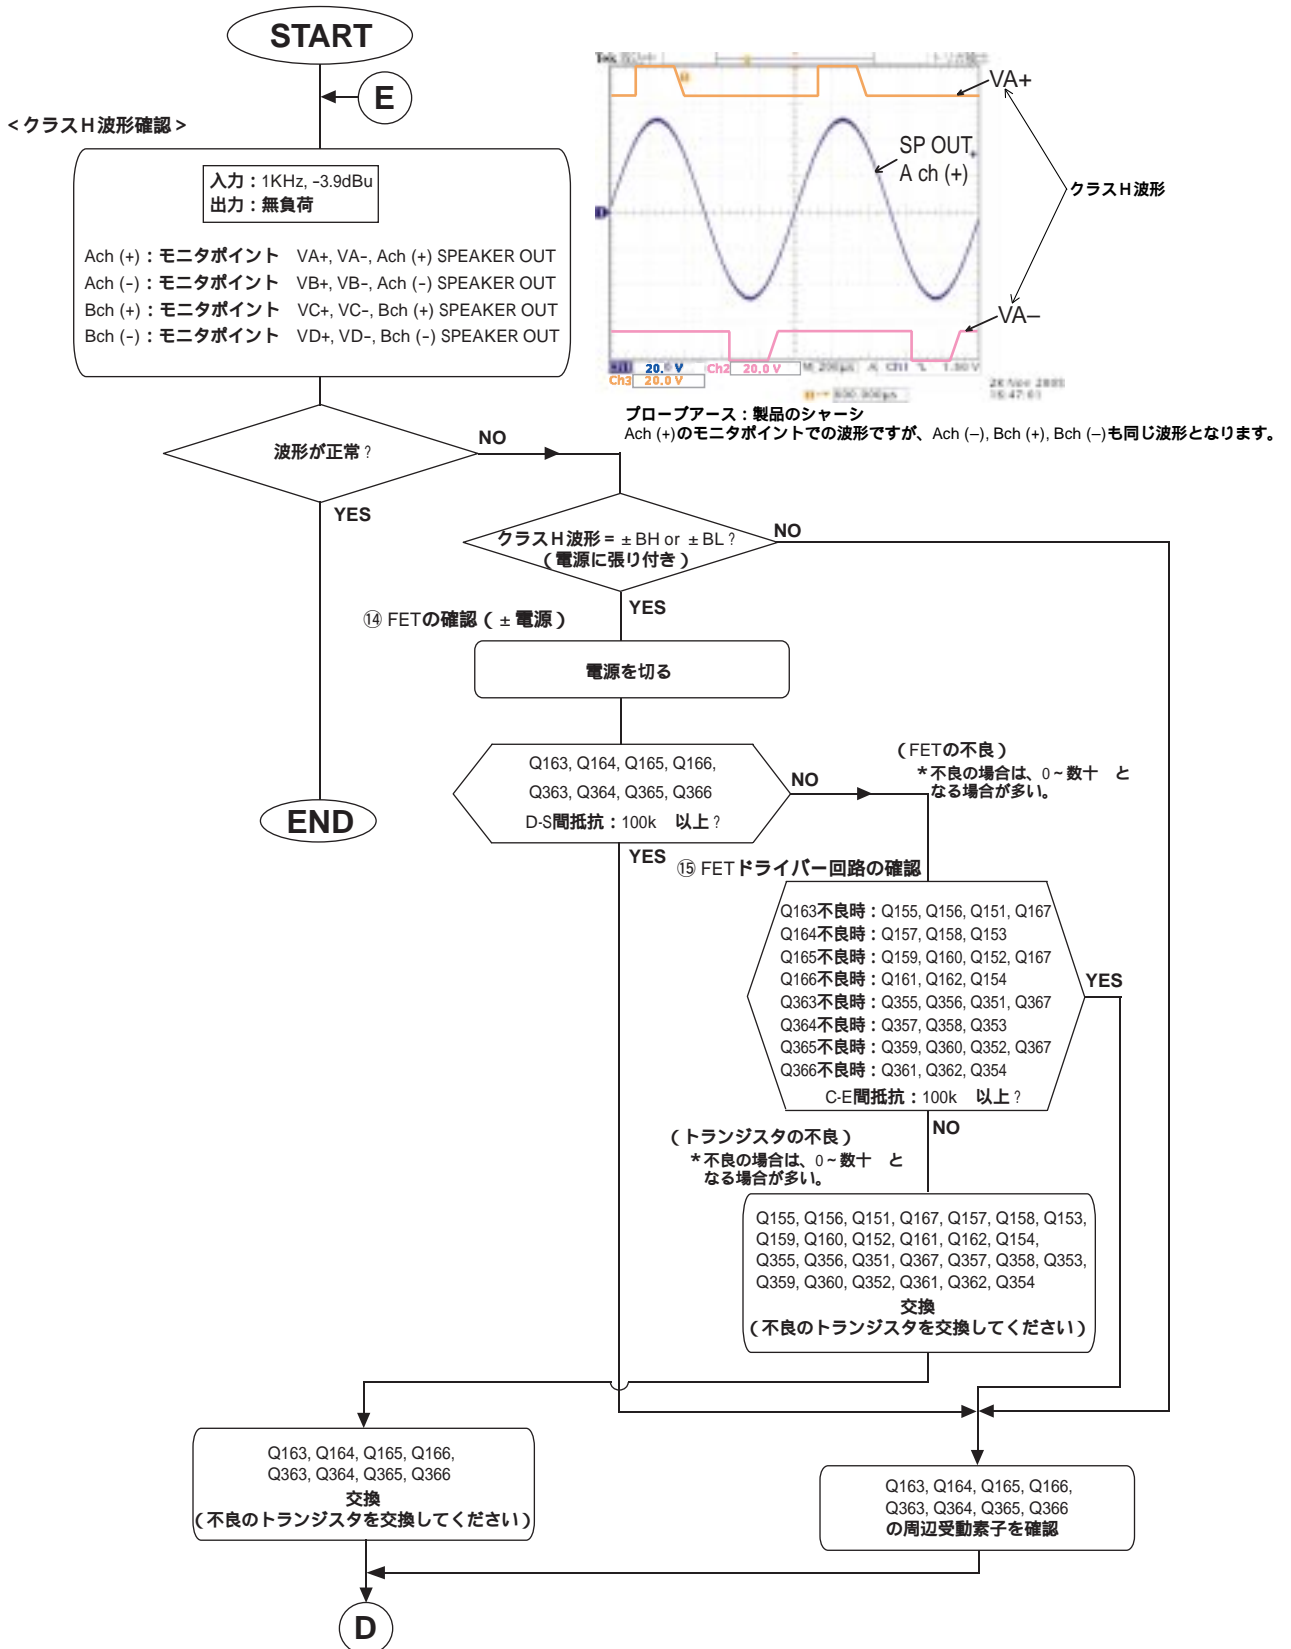 START
E
<クラスH波形確認>
入力：1KHz, -3.9dBu
出力：無負荷
Ach (+)：モニタポイント VA+, VA-, Ach (+) SPEAKER OUT
Ach (-)：モニタポイント VB+, VB-, Ach (-) SPEAKER OUT
Bch (+)：モニタポイント VC+, VC-, Bch (+) SPEAKER OUT
Bch (-)：モニタポイント VD+, VD-, Bch (-) SPEAKER OUT
Tek
VA+
SP OUT
A ch (+)
クラスH波形
VA–
20.0 V
Ch2 20.0 V
M 200μs A Ch1
Ch3 20.0 V
プローブアース：製品のシャーシ
Ach (+)のモニタポイントでの波形ですが、Ach (–), Bch (+), Bch (–)も同じ波形となります。
波形が正常?
NO
YES
クラスH波形=±BH or ±BL?
（電源に張り付き）
NO
YES
⑭ FETの確認（±電源）
電源を切る
Q163, Q164, Q165, Q166,
Q363, Q364, Q365, Q366
D-S間抵抗：100k 以上?
NO
YES
（FETの不良）
*不良の場合は、0~数十 と
なる場合が多い。
END
⑮ FETドライバー回路の確認
Q163不良時：Q155, Q156, Q151, Q167
Q164不良時：Q157, Q158, Q153
Q165不良時：Q159, Q160, Q152, Q167
Q166不良時：Q161, Q162, Q154
Q363不良時：Q355, Q356, Q351, Q367
Q364不良時：Q357, Q358, Q353
Q365不良時：Q359, Q360, Q352, Q367
Q366不良時：Q361, Q362, Q354
C-E間抵抗：100k 以上?
YES
NO
（トランジスタの不良）
*不良の場合は、0~数十 と
なる場合が多い。
Q155, Q156, Q151, Q167, Q157, Q158, Q153,
Q159, Q160, Q152, Q161, Q162, Q154,
Q355, Q356, Q351, Q367, Q357, Q358, Q353,
Q359, Q360, Q352, Q361, Q362, Q354
交換
（不良のトランジスタを交換してください）
Q163, Q164, Q165, Q166,
Q363, Q364, Q365, Q366
交換
（不良のトランジスタを交換してください）
Q163, Q164, Q165, Q166,
Q363, Q364, Q365, Q366
の周辺受動素子を確認
D